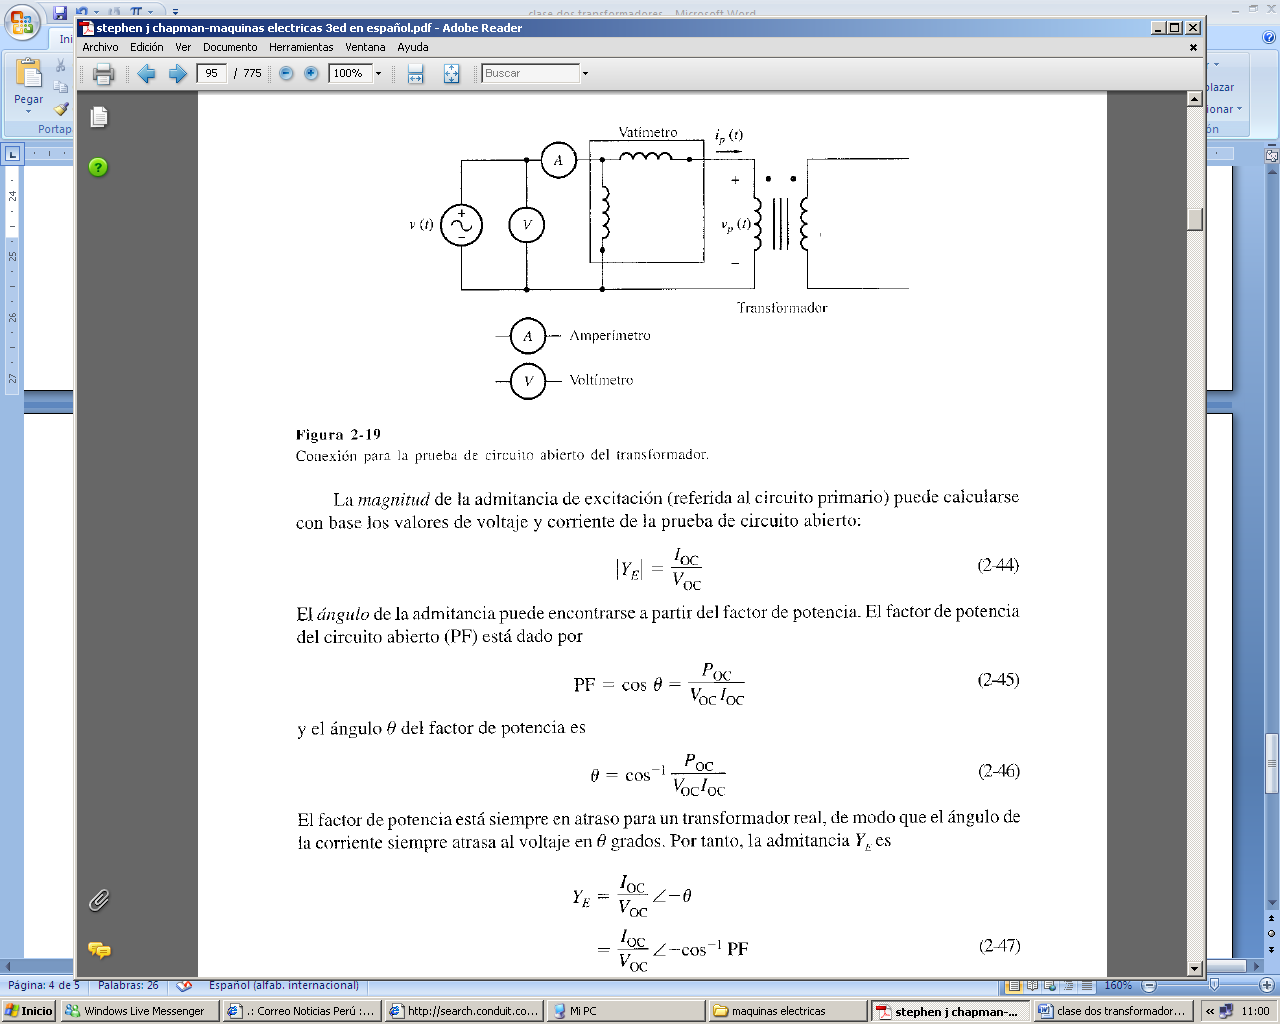 clase dos transformadores - Microsoft Word
stephen j chapman-maquinas electricas 3ed en español.pdf - Adobe Reader
Archivo Edición Ver Documento Herramientas Ventana Ayuda
95 / 775 100% Buscar
Pegar
Portap
Vatímetro
i_p (t)
A
v (t) V v_p (t)
+
−
Transformador
A Amperímetro
V Voltímetro
Figura 2-19
Conexión para la prueba de circuito abierto del transformador.
La magnitud de la admitancia de excitación (referida al circuito primario) puede calcularse
con base los valores de voltaje y corriente de la prueba de circuito abierto:
|Y_E| = I_OC / V_OC (2-44)
El ángulo de la admitancia puede encontrarse a partir del factor de potencia. El factor de potencia
del circuito abierto (PF) está dado por
PF = cos θ = P_OC / V_OC I_OC (2-45)
y el ángulo θ del factor de potencia es
θ = cos⁻¹ P_OC / V_OC I_OC (2-46)
El factor de potencia está siempre en atraso para un transformador real, de modo que el ángulo de
la corriente siempre atrasa al voltaje en θ grados. Por tanto, la admitancia Y_E es
Y_E = I_OC / V_OC ∠−θ
= I_OC / V_OC ∠−cos⁻¹ PF (2-47)
24
25
26
27
Página: 4 de 5 Palabras: 26 Español (alfab. internacional) 160%
Inicio Windows Live Messenger .: Correo Noticias Perú :... http://search.conduit.co... Mi PC maquinas electricas stephen j chapman-... clase dos transformador... 11:00